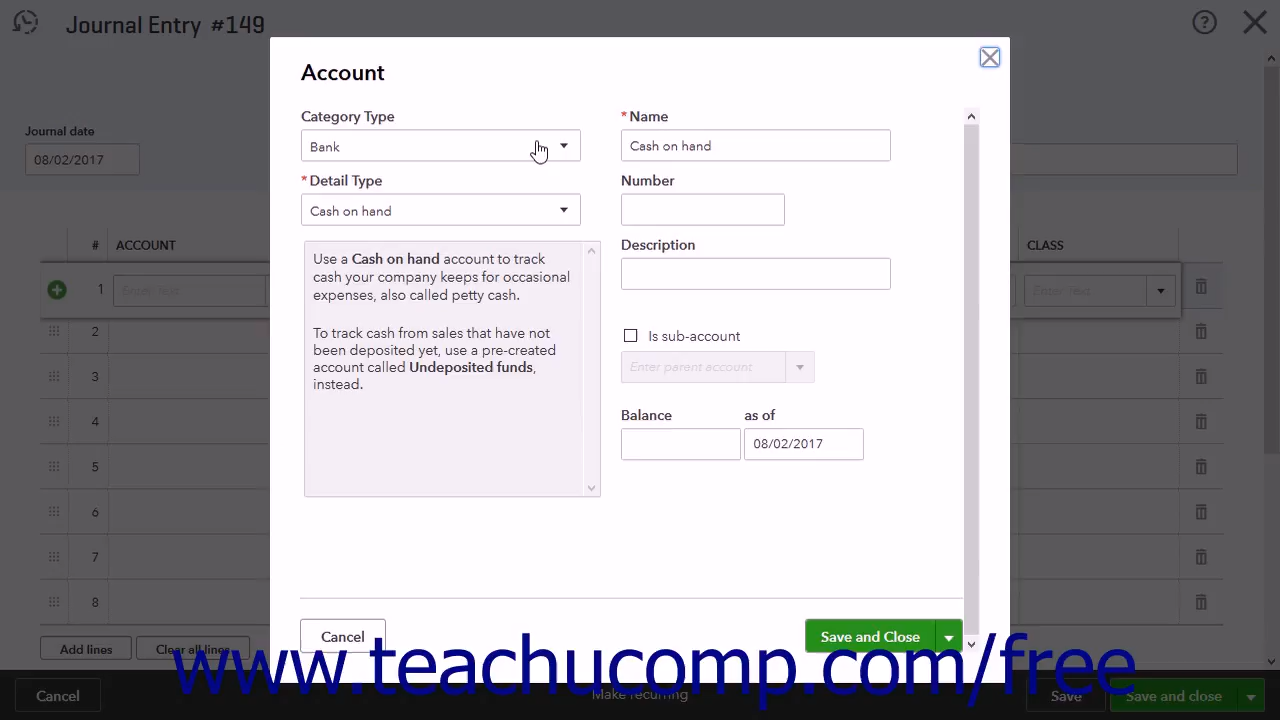 Journal Entry #149
Account
Category Type
* Name
Bank
Cash on hand
Journal date
08/02/2017
* Detail Type
Number
Cash on hand
Description
# ACCOUNT
CLASS
Use a Cash on hand account to track
cash your company keeps for occasional
expenses, also called petty cash.
1 Enter Text
Enter Text
To track cash from sales that have not
been deposited yet, use a pre-created
account called Undeposited funds,
instead.
Is sub-account
Enter parent account
Balance
as of
08/02/2017
2
3
4
5
6
7
8
Cancel
Save and Close
Add lines
Clear all lines
www.teachucomp.com/free
Cancel
Make recurring
Save
Save and close